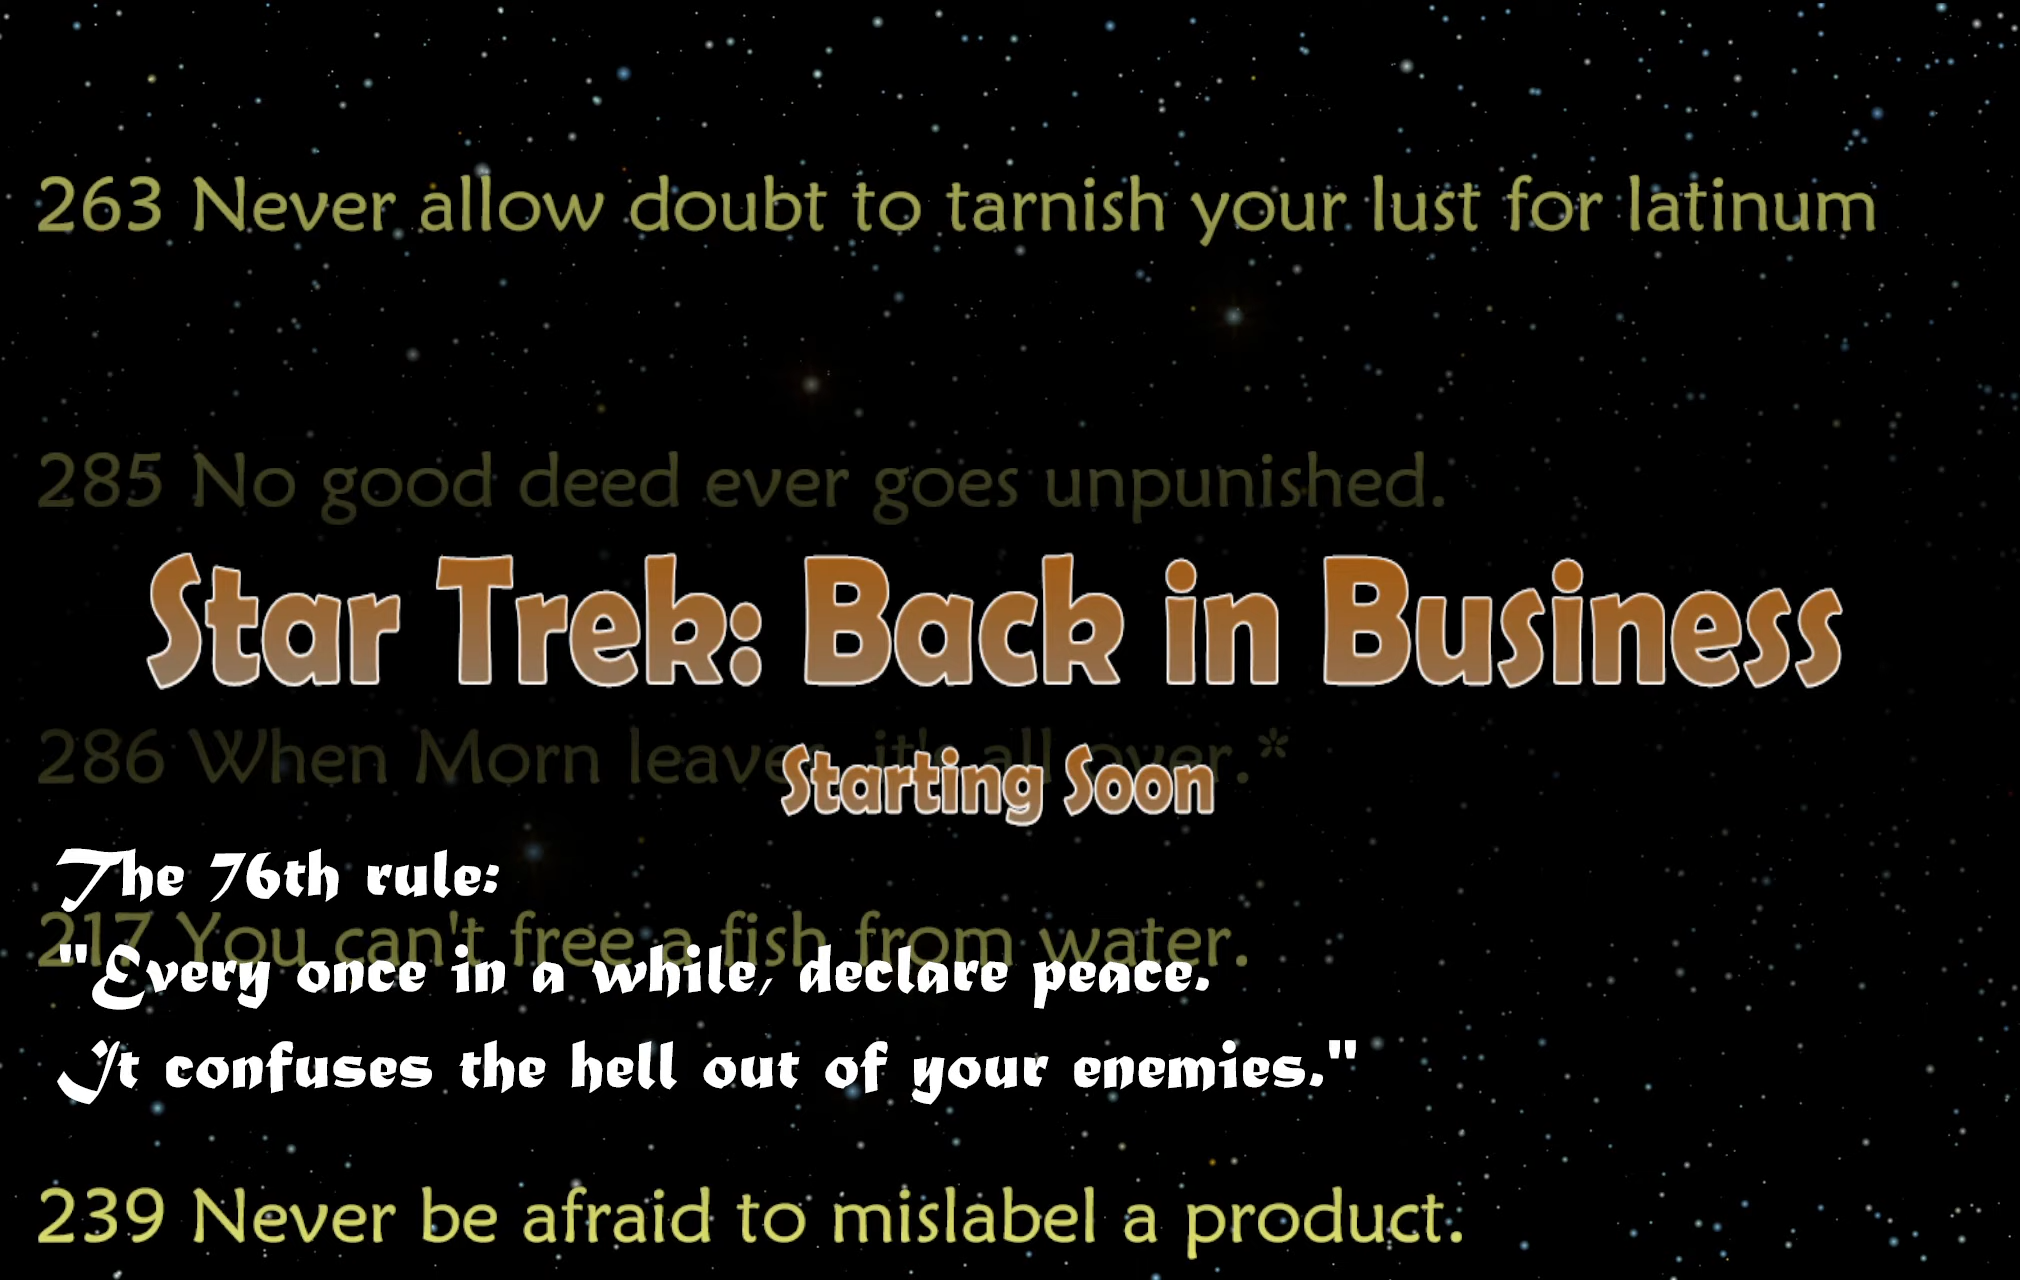 263 Never allow doubt to tarnish your lust for latinum
285 No good deed ever goes unpunished.
Star Trek: Back in Business
286 When Morn leaves, it's all over.*
Starting Soon
The 76th rule:
217 You can't free a fish from water.
"Every once in a while, declare peace.
It confuses the hell out of your enemies."
239 Never be afraid to mislabel a product.